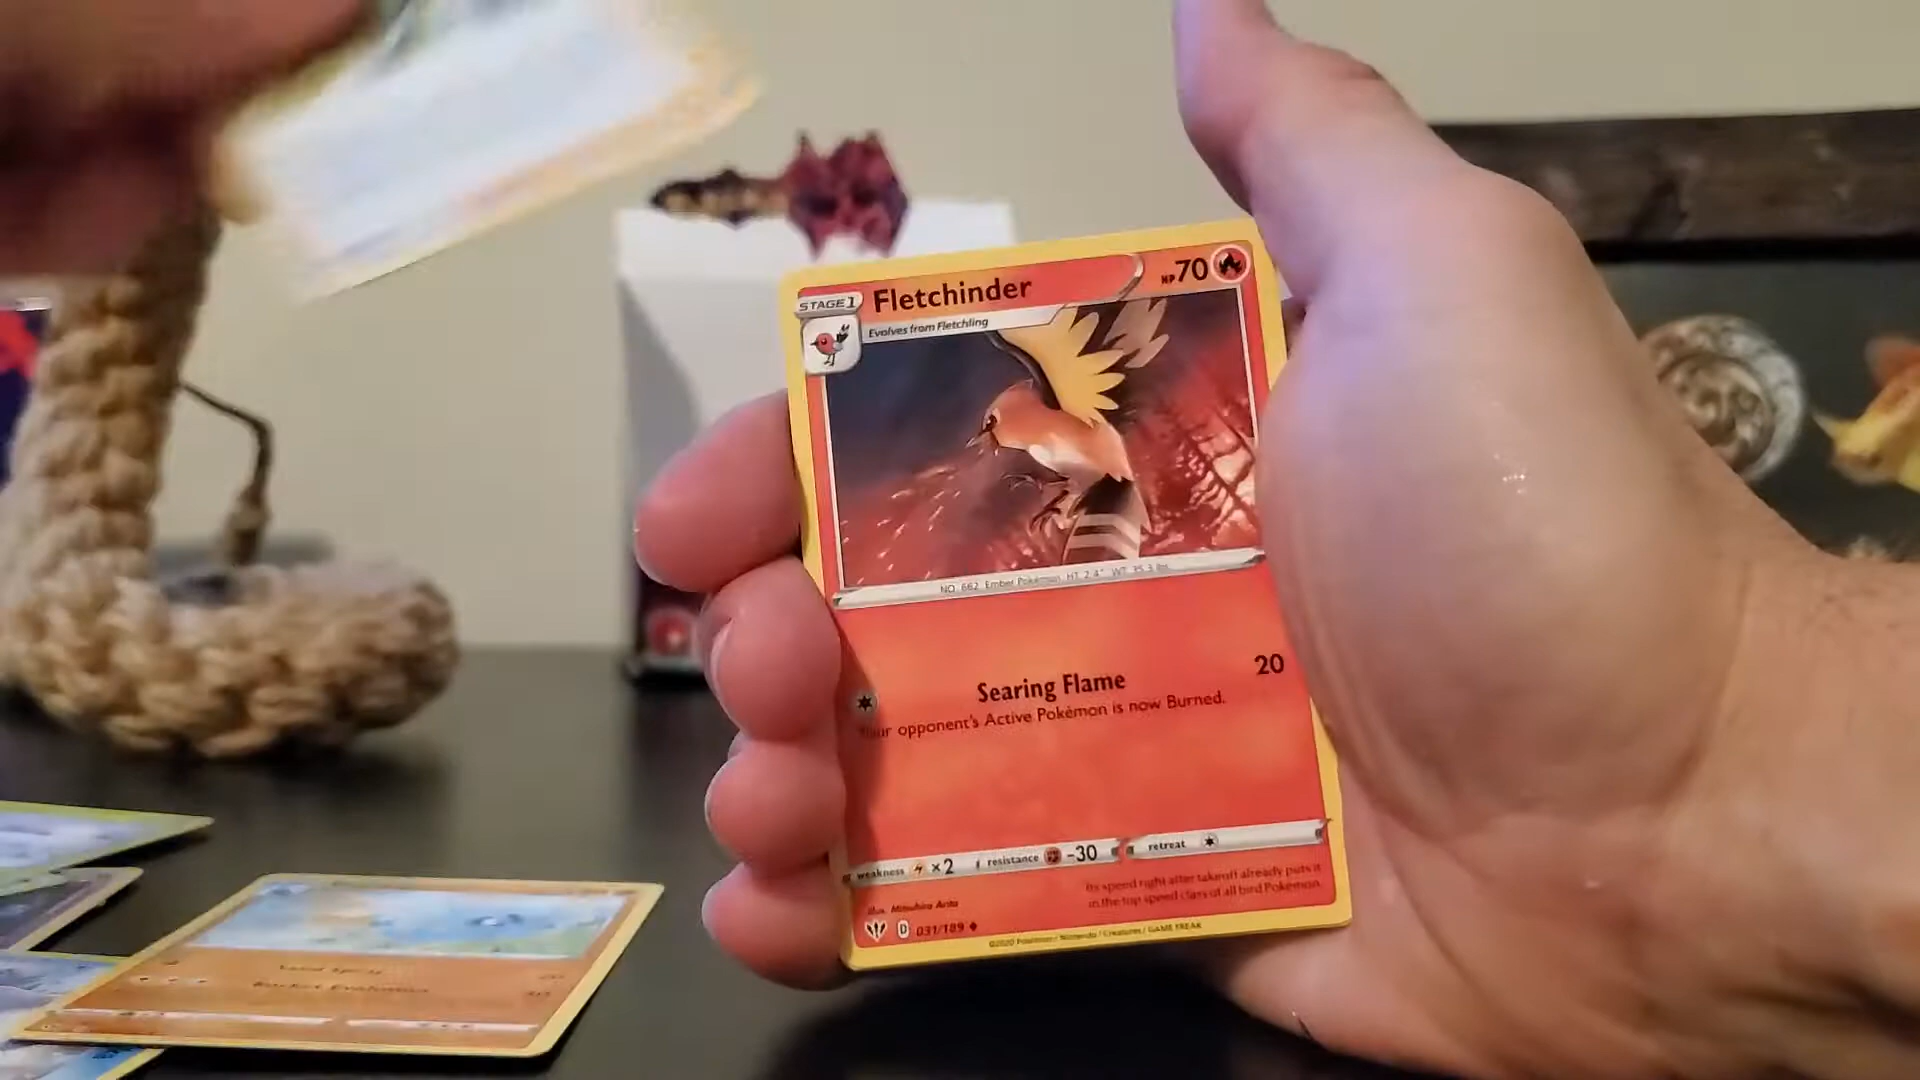 STAGE 1 Fletchinder HP 70
Evolves from Fletchling
NO. 662 Ember Pokémon HT: 2'4" WT: 35.3 lbs.
Searing Flame 20
opponent's Active Pokémon is now Burned.
weakness ×2 resistance -30 retreat
Its speed right after takeoff already puts it
in the top speed class of all bird Pokémon.
Illus. Mitsuhiro Arita
D 031/189
©2020 Pokémon / Nintendo / Creatures / GAME FREAK